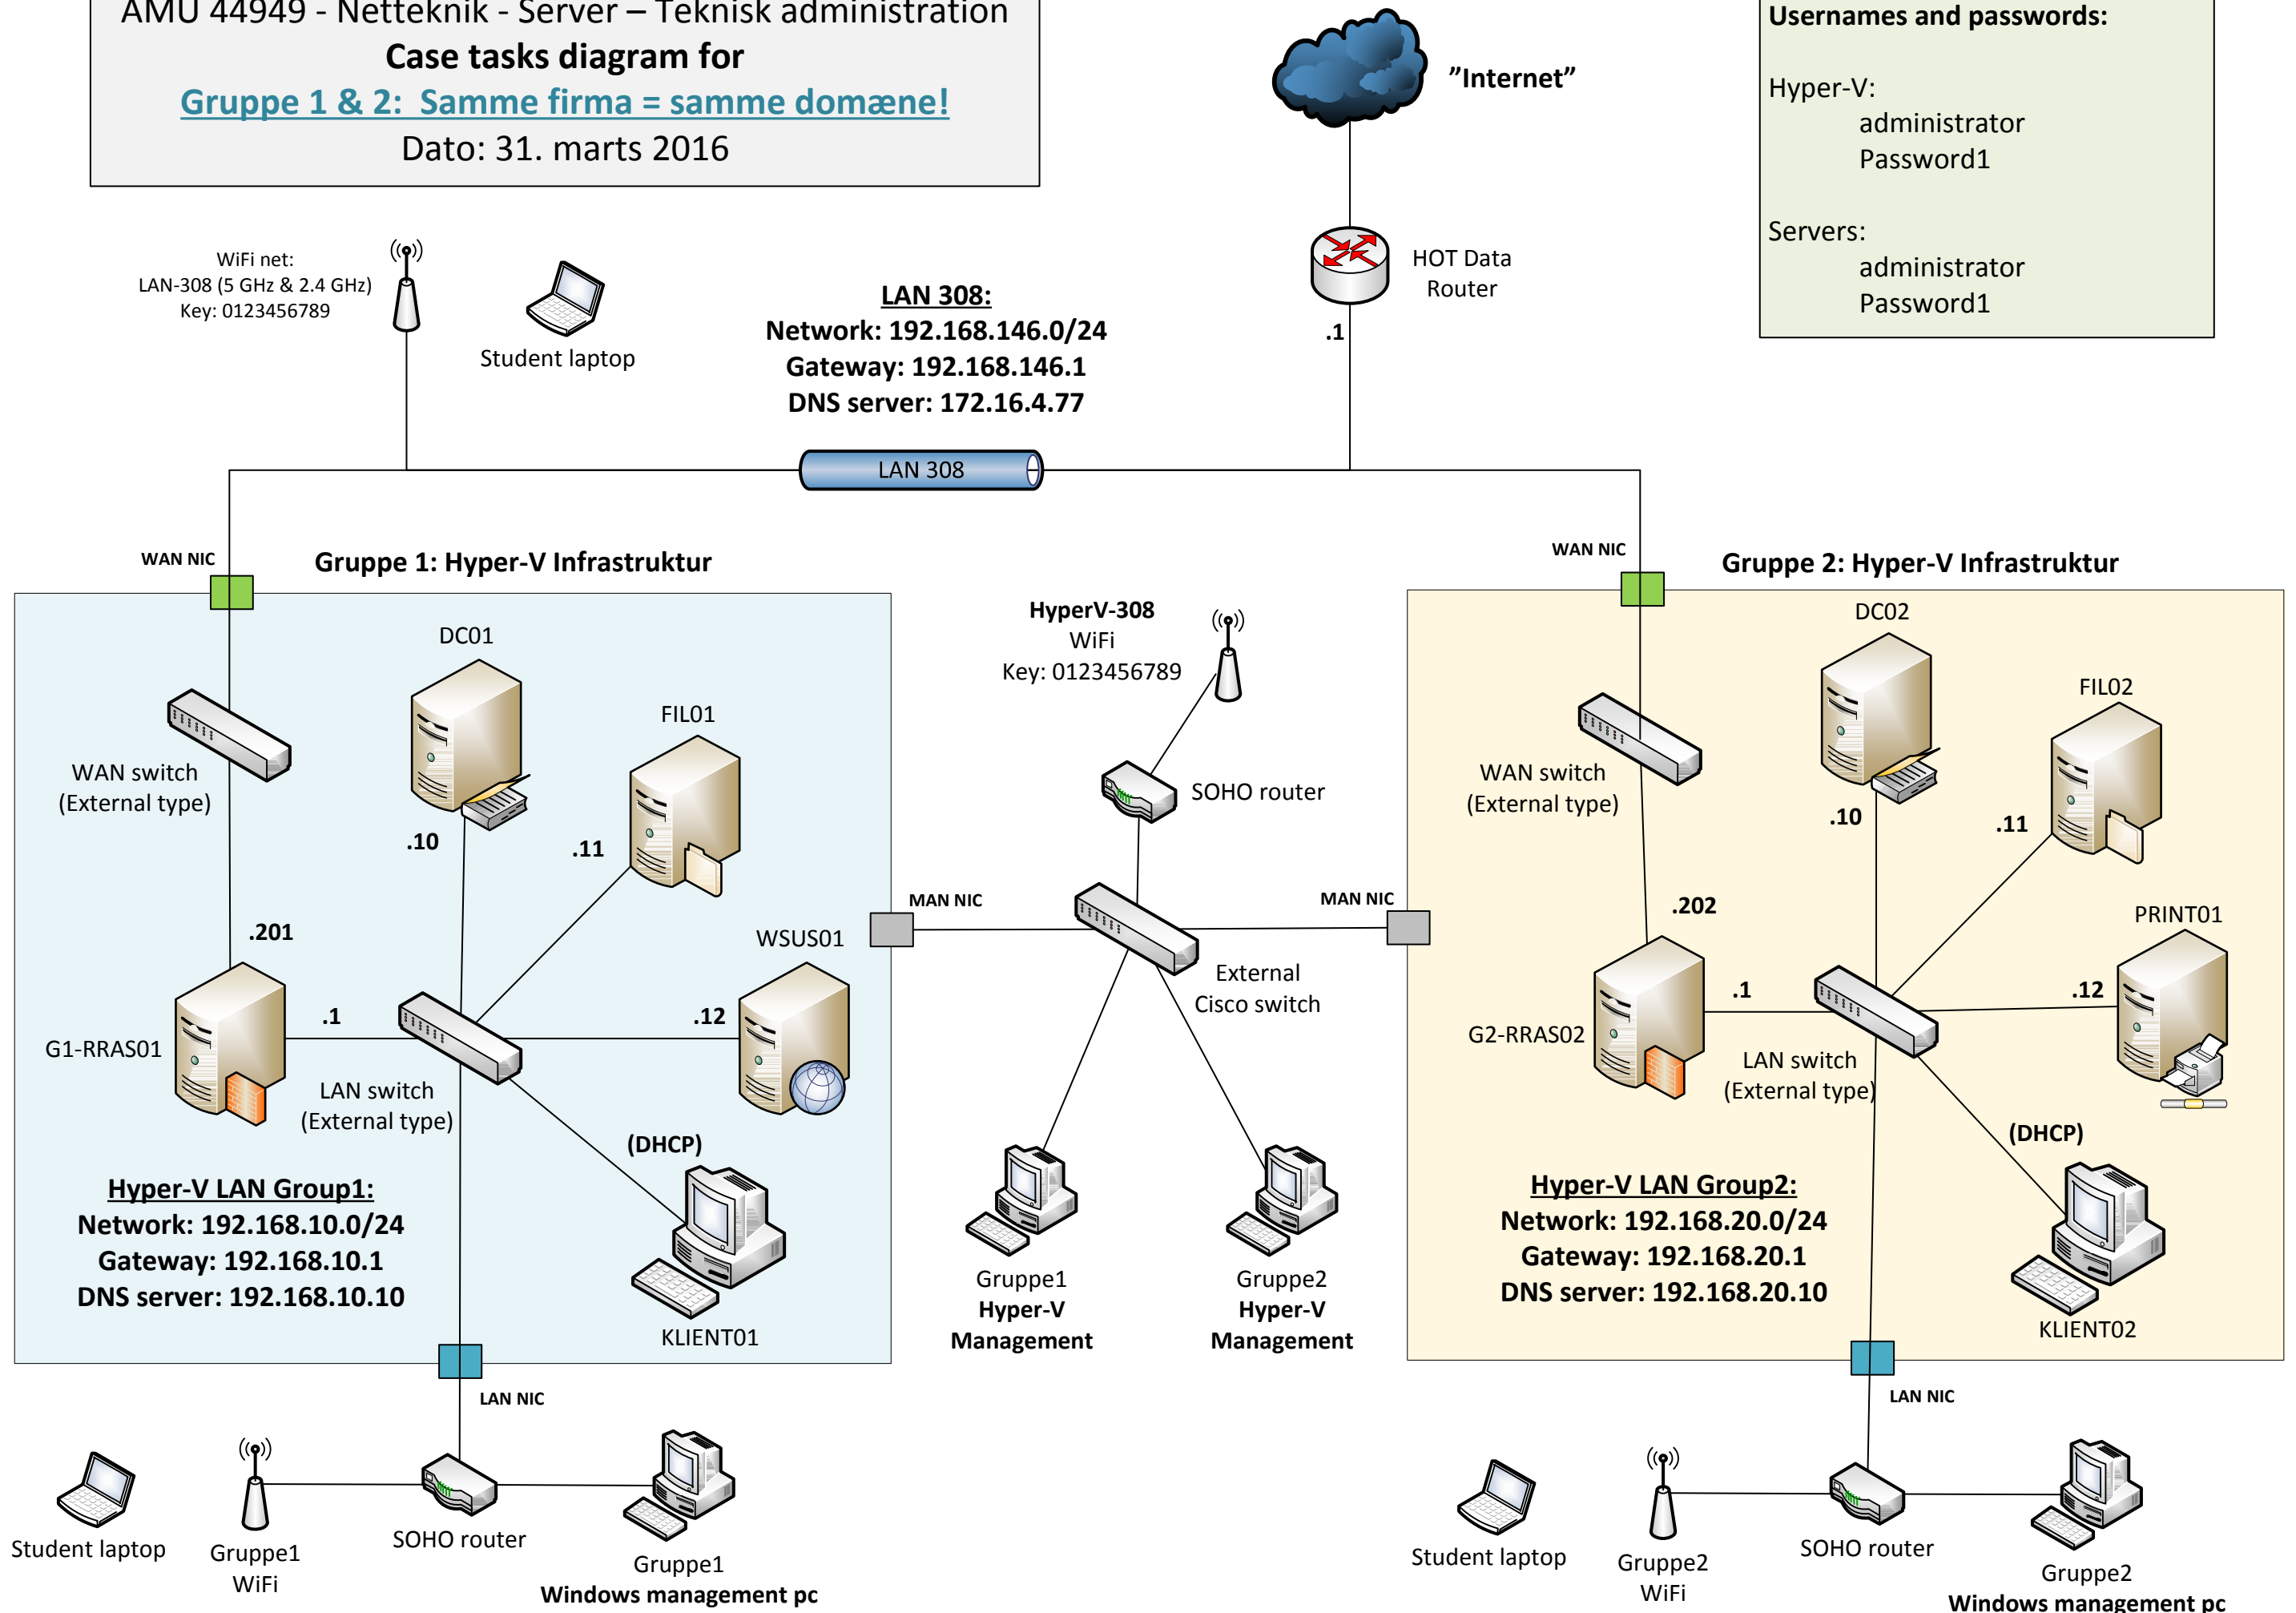 AMU 44949 - Netteknik - Server – Teknisk administration
Case tasks diagram for
Gruppe 1 & 2:  Samme firma = samme domæne!
Dato: 31. marts 2016
"Internet"
Usernames and passwords:
Hyper-V:
administrator
Password1
Servers:
administrator
Password1
WiFi net:
LAN-308 (5 GHz & 2.4 GHz)
Key: 0123456789
Student laptop
LAN 308:
Network: 192.168.146.0/24
Gateway: 192.168.146.1
DNS server: 172.16.4.77
HOT Data
Router
.1
LAN 308
WAN NIC
Gruppe 1: Hyper-V Infrastruktur
DC01
FIL01
WAN switch
(External type)
.10
.11
.201
WSUS01
G1-RRAS01
.1
.12
LAN switch
(External type)
(DHCP)
Hyper-V LAN Group1:
Network: 192.168.10.0/24
Gateway: 192.168.10.1
DNS server: 192.168.10.10
KLIENT01
LAN NIC
Student laptop
Gruppe1
WiFi
SOHO router
Gruppe1
Windows management pc
HyperV-308
WiFi
Key: 0123456789
SOHO router
MAN NIC
MAN NIC
External
Cisco switch
Gruppe1
Hyper-V
Management
Gruppe2
Hyper-V
Management
WAN NIC
Gruppe 2: Hyper-V Infrastruktur
DC02
FIL02
WAN switch
(External type)
.10
.11
.202
PRINT01
G2-RRAS02
.1
.12
LAN switch
(External type)
(DHCP)
Hyper-V LAN Group2:
Network: 192.168.20.0/24
Gateway: 192.168.20.1
DNS server: 192.168.20.10
KLIENT02
LAN NIC
Student laptop
Gruppe2
WiFi
SOHO router
Gruppe2
Windows management pc